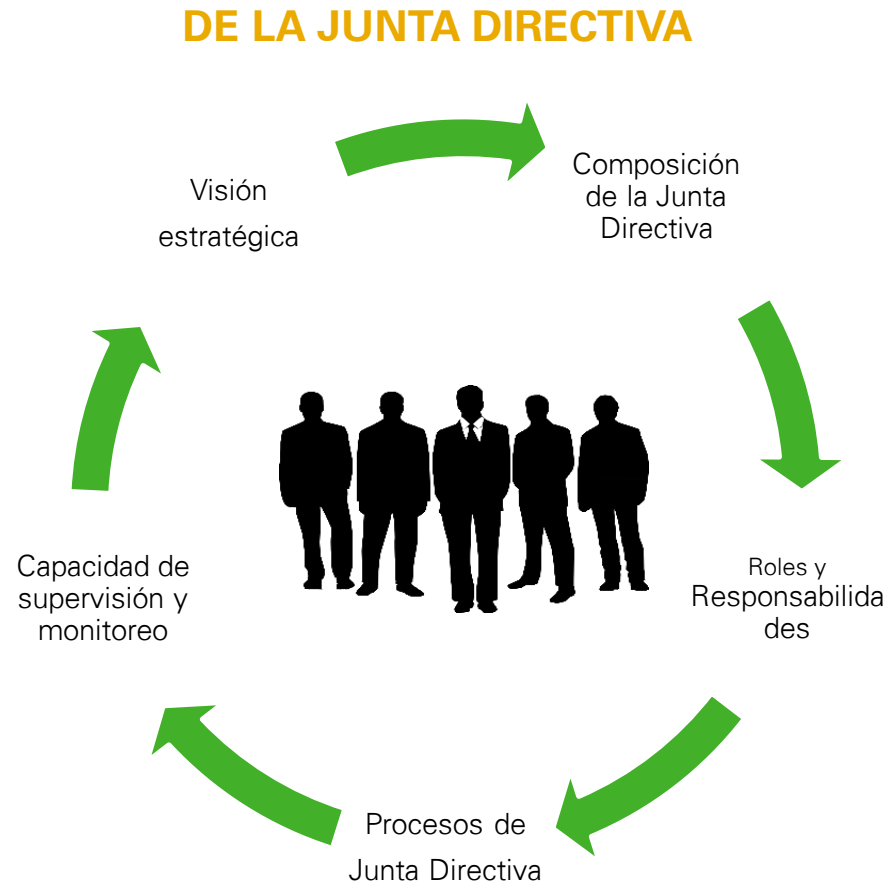 DE LA JUNTA DIRECTIVA
Visión
estratégica
Composición
de la Junta
Directiva
Roles y
Responsabilida
des
Procesos de
Junta Directiva
Capacidad de
supervisión y
monitoreo